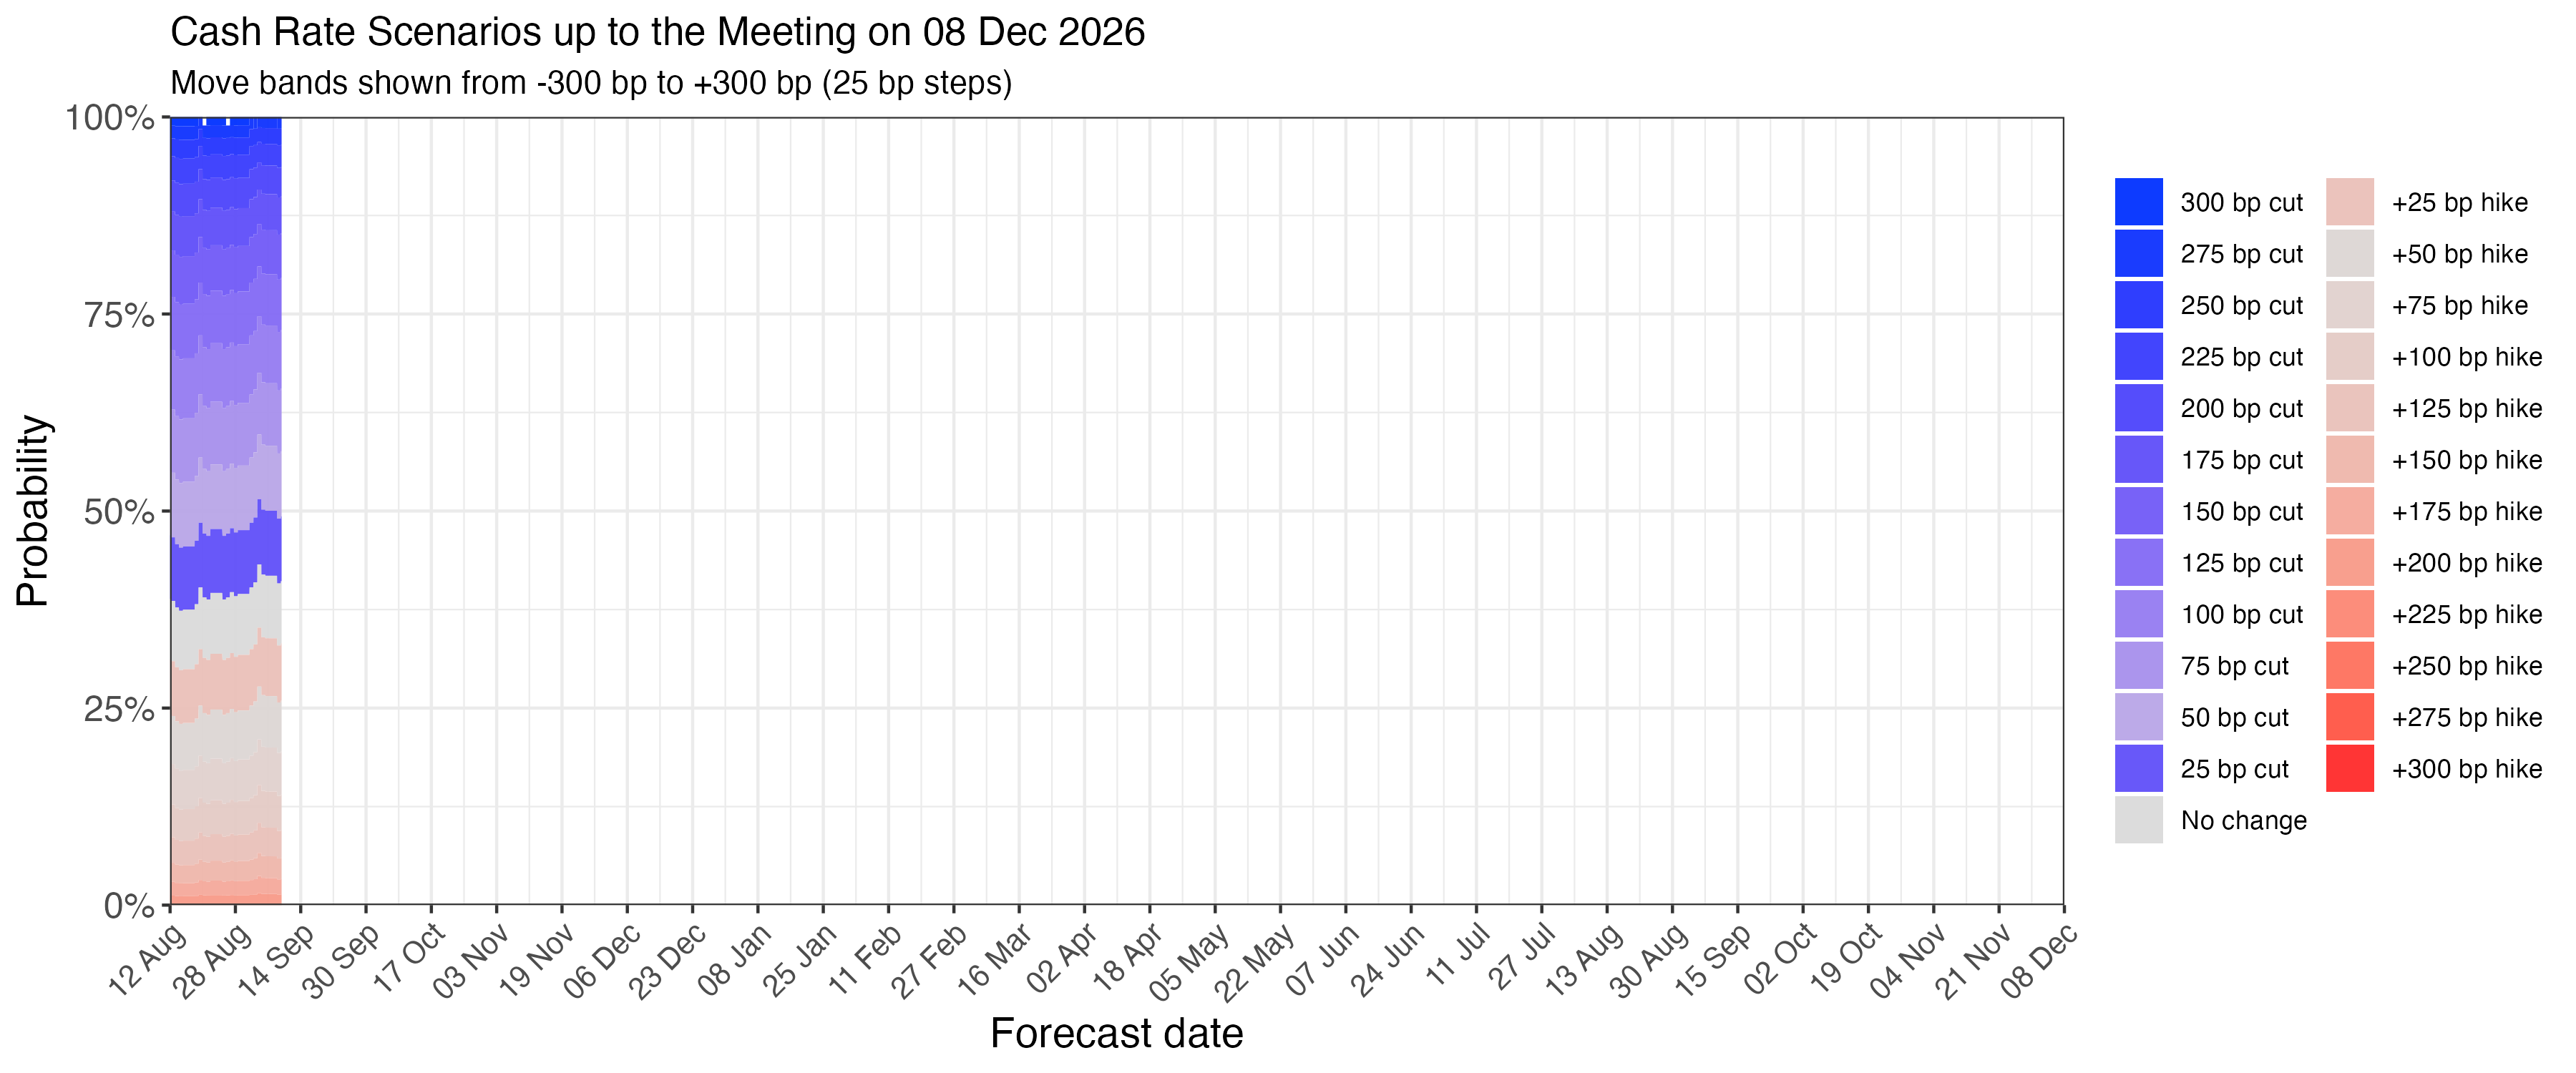 Cash Rate Scenarios up to the Meeting on 08 Dec 2026
Move bands shown from -300 bp to +300 bp (25 bp steps)
Probability
100%
75%
50%
25%
0%
12 Aug
28 Aug
14 Sep
30 Sep
17 Oct
03 Nov
19 Nov
06 Dec
23 Dec
08 Jan
25 Jan
11 Feb
27 Feb
16 Mar
02 Apr
18 Apr
05 May
22 May
07 Jun
24 Jun
11 Jul
27 Jul
13 Aug
30 Aug
15 Sep
02 Oct
19 Oct
04 Nov
21 Nov
08 Dec
Forecast date
300 bp cut
275 bp cut
250 bp cut
225 bp cut
200 bp cut
175 bp cut
150 bp cut
125 bp cut
100 bp cut
75 bp cut
50 bp cut
25 bp cut
No change
+25 bp hike
+50 bp hike
+75 bp hike
+100 bp hike
+125 bp hike
+150 bp hike
+175 bp hike
+200 bp hike
+225 bp hike
+250 bp hike
+275 bp hike
+300 bp hike